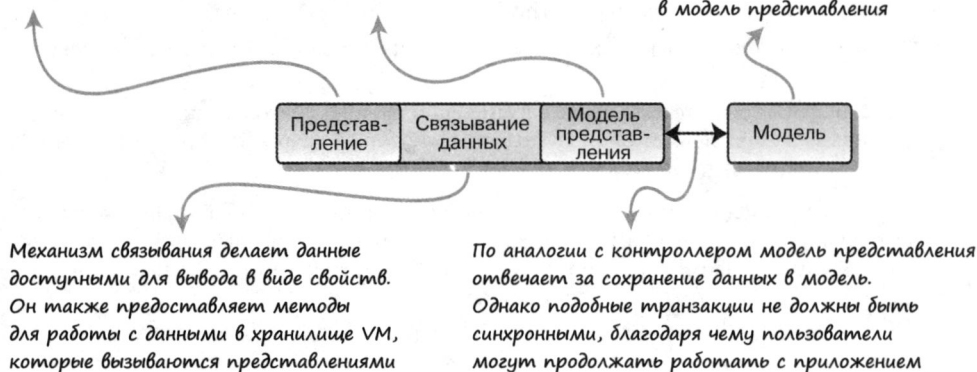 в модель представления
Представ-
ление
Связывание
данных
Модель
представ-
ления
Модель
Механизм связывания делает данные
доступными для вывода в виде свойств.
Он также предоставляет методы
для работы с данными в хранилище VM,
которые вызываются представлениями
По аналогии с контроллером модель представления
отвечает за сохранение данных в модель.
Однако подобные транзакции не должны быть
синхронными, благодаря чему пользователи
могут продолжать работать с приложением